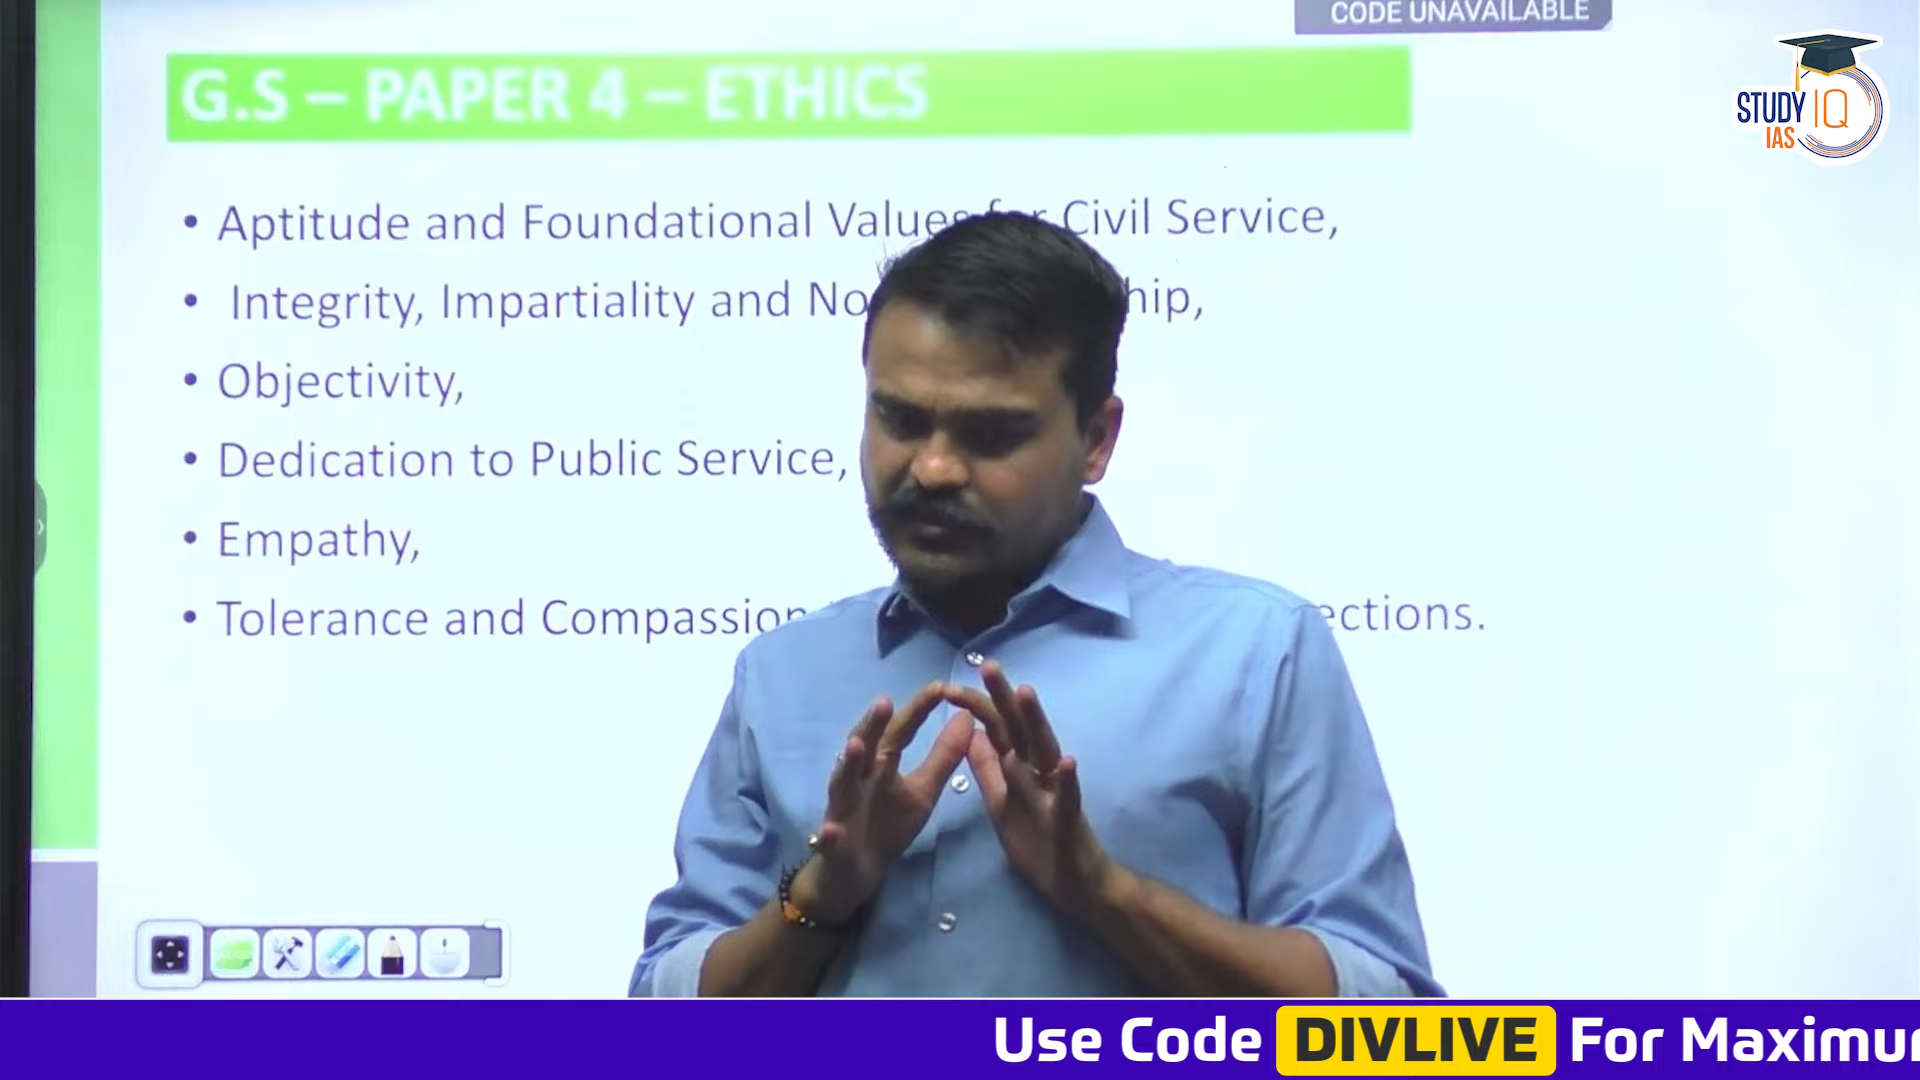 CODE UNAVAILABLE
G.S – PAPER 4 – ETHICS
STUDY IQ
IAS
• Aptitude and Foundational Values for Civil Service,
• Integrity, Impartiality and No hip,
• Objectivity,
• Dedication to Public Service,
• Empathy,
• Tolerance and Compassion ections.
Use Code DIVLIVE For Maximu